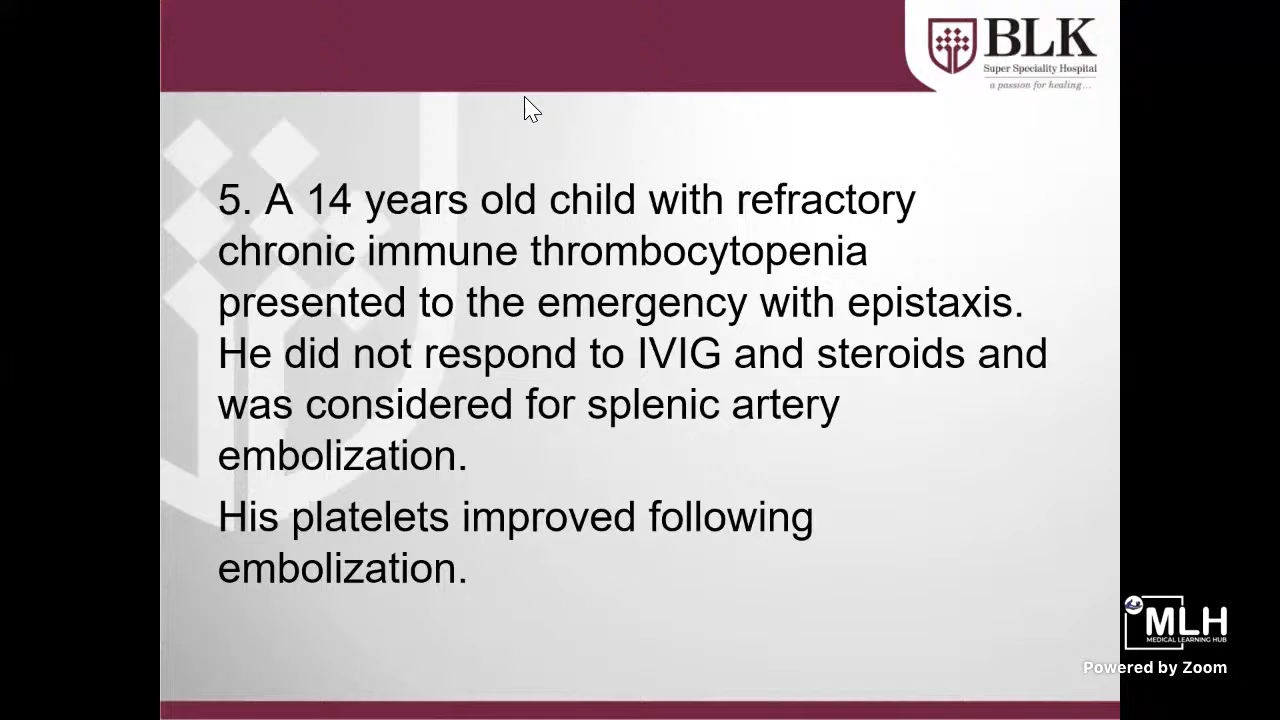 BLK
Super Speciality Hospital
a passion for healing...
5. A 14 years old child with refractory
chronic immune thrombocytopenia
presented to the emergency with epistaxis.
He did not respond to IVIG and steroids and
was considered for splenic artery
embolization.
His platelets improved following
embolization.
MLH
MEDICAL LEARNING HUB
Powered by Zoom